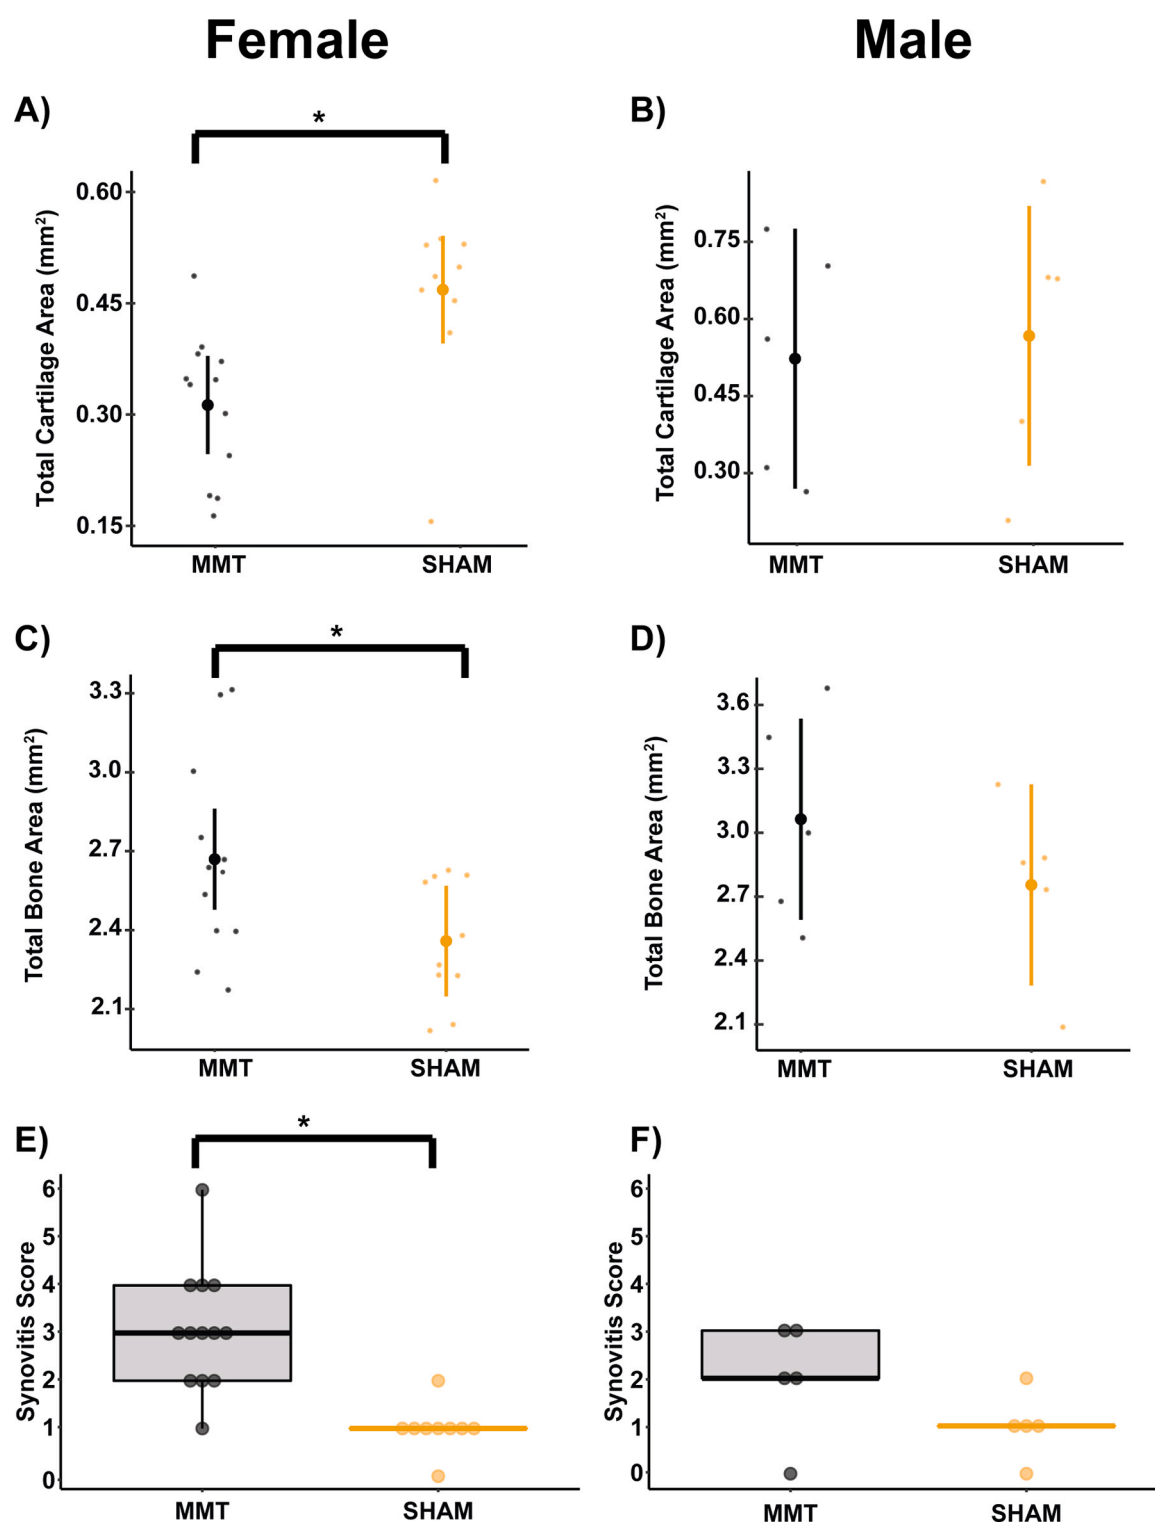 Female
Male
A)
*
Total Cartilage Area (mm²)
0.60
0.45
0.30
0.15
MMT
SHAM
B)
Total Cartilage Area (mm²)
0.75
0.60
0.45
0.30
MMT
SHAM
C)
*
Total Bone Area (mm²)
3.3
3.0
2.7
2.4
2.1
MMT
SHAM
D)
Total Bone Area (mm²)
3.6
3.3
3.0
2.7
2.4
2.1
MMT
SHAM
E)
*
Synovitis Score
6
5
4
3
2
1
0
MMT
SHAM
F)
Synovitis Score
6
5
4
3
2
1
0
MMT
SHAM